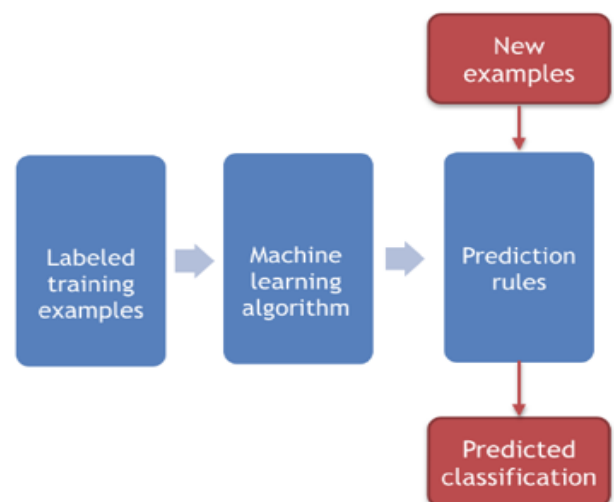 New
examples
Labeled
training
examples
Machine
learning
algorithm
Prediction
rules
Predicted
classification